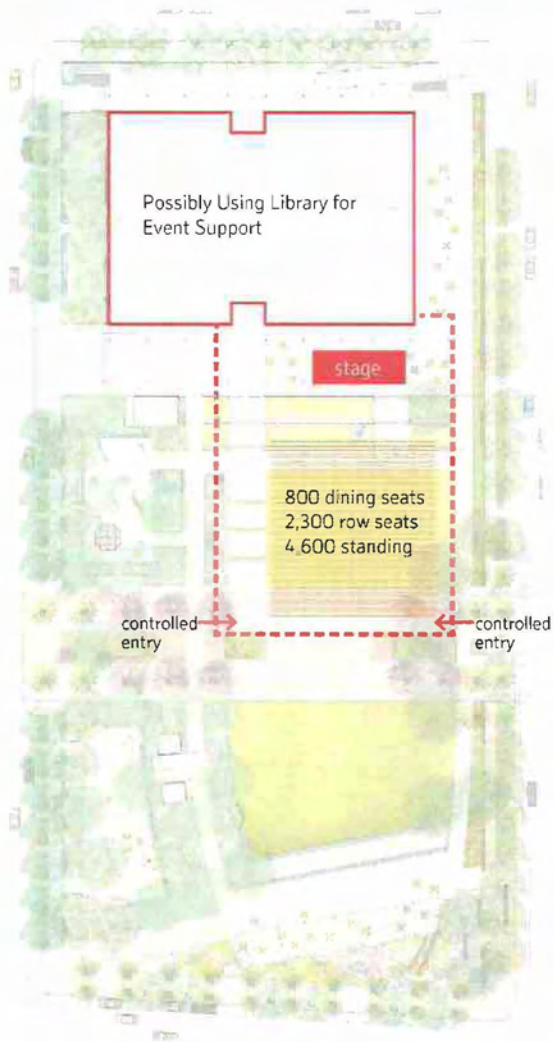 Possibly Using Library for
Event Support
stage
800 dining seats
2,300 row seats
4,600 standing
controlled
entry
controlled
entry